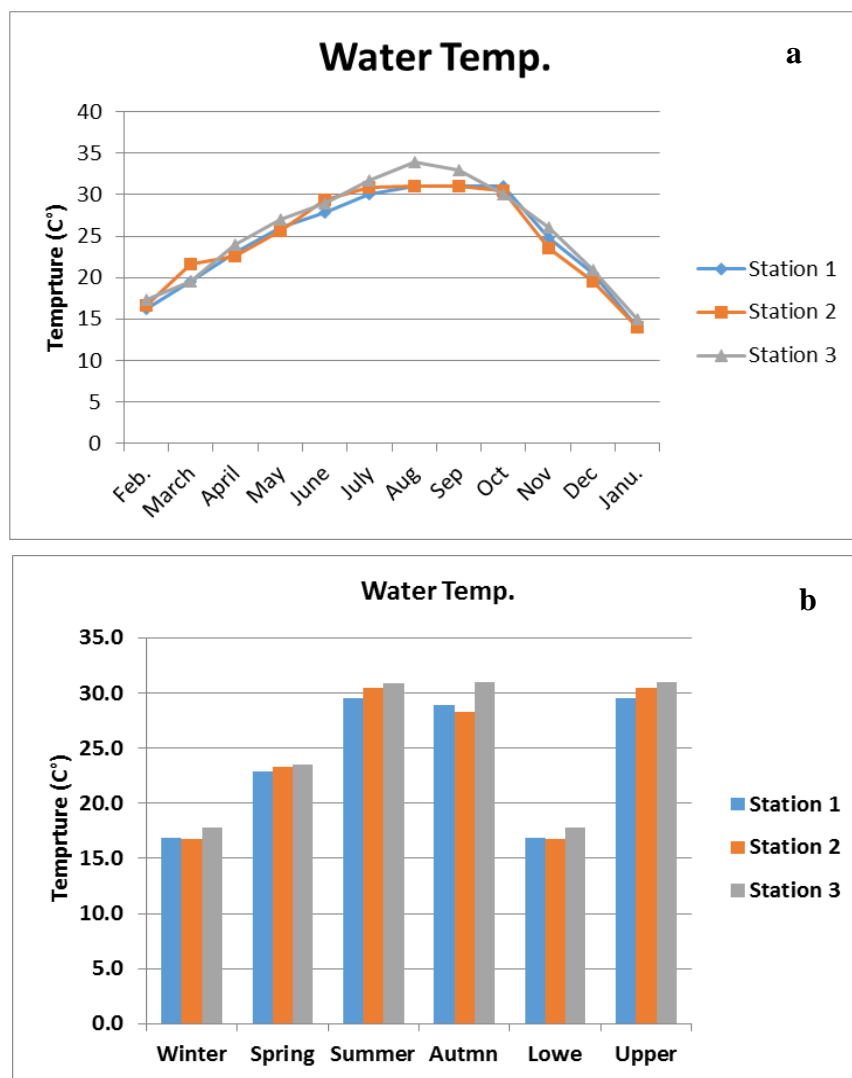 Water Temp.
a
40
35
30
25
20
15
10
5
0
Temprture (C°)
Feb.
March
April
May
June
July
Aug
Sep
Oct
Nov
Dec
Janu.
Station 1
Station 2
Station 3
Water Temp.
b
35.0
30.0
25.0
20.0
15.0
10.0
5.0
0.0
Temprture (C°)
Winter Spring Summer Autmn Lowe Upper
Station 1
Station 2
Station 3